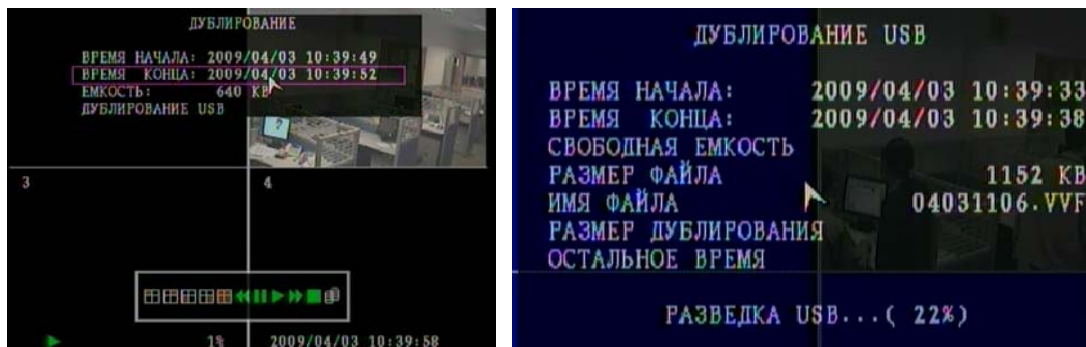 ДУБЛИРОВАНИЕ
ВРЕМЯ НАЧАЛА: 2009/04/03 10:39:49
ВРЕМЯ КОНЦА: 2009/04/03 10:39:52
ЕМКОСТЬ: 640 KB
ДУБЛИРОВАНИЕ USB
3 4
1% 2009/04/03 10:39:58
ДУБЛИРОВАНИЕ USB
ВРЕМЯ НАЧАЛА: 2009/04/03 10:39:33
ВРЕМЯ КОНЦА: 2009/04/03 10:39:38
СВОБОДНАЯ ЕМКОСТЬ
РАЗМЕР ФАЙЛА 1152 KB
ИМЯ ФАЙЛА 04031106.VVF
РАЗМЕР ДУБЛИРОВАНИЯ
ОСТАЛЬНОЕ ВРЕМЯ
РАЗВЕДКА USB...( 22%)